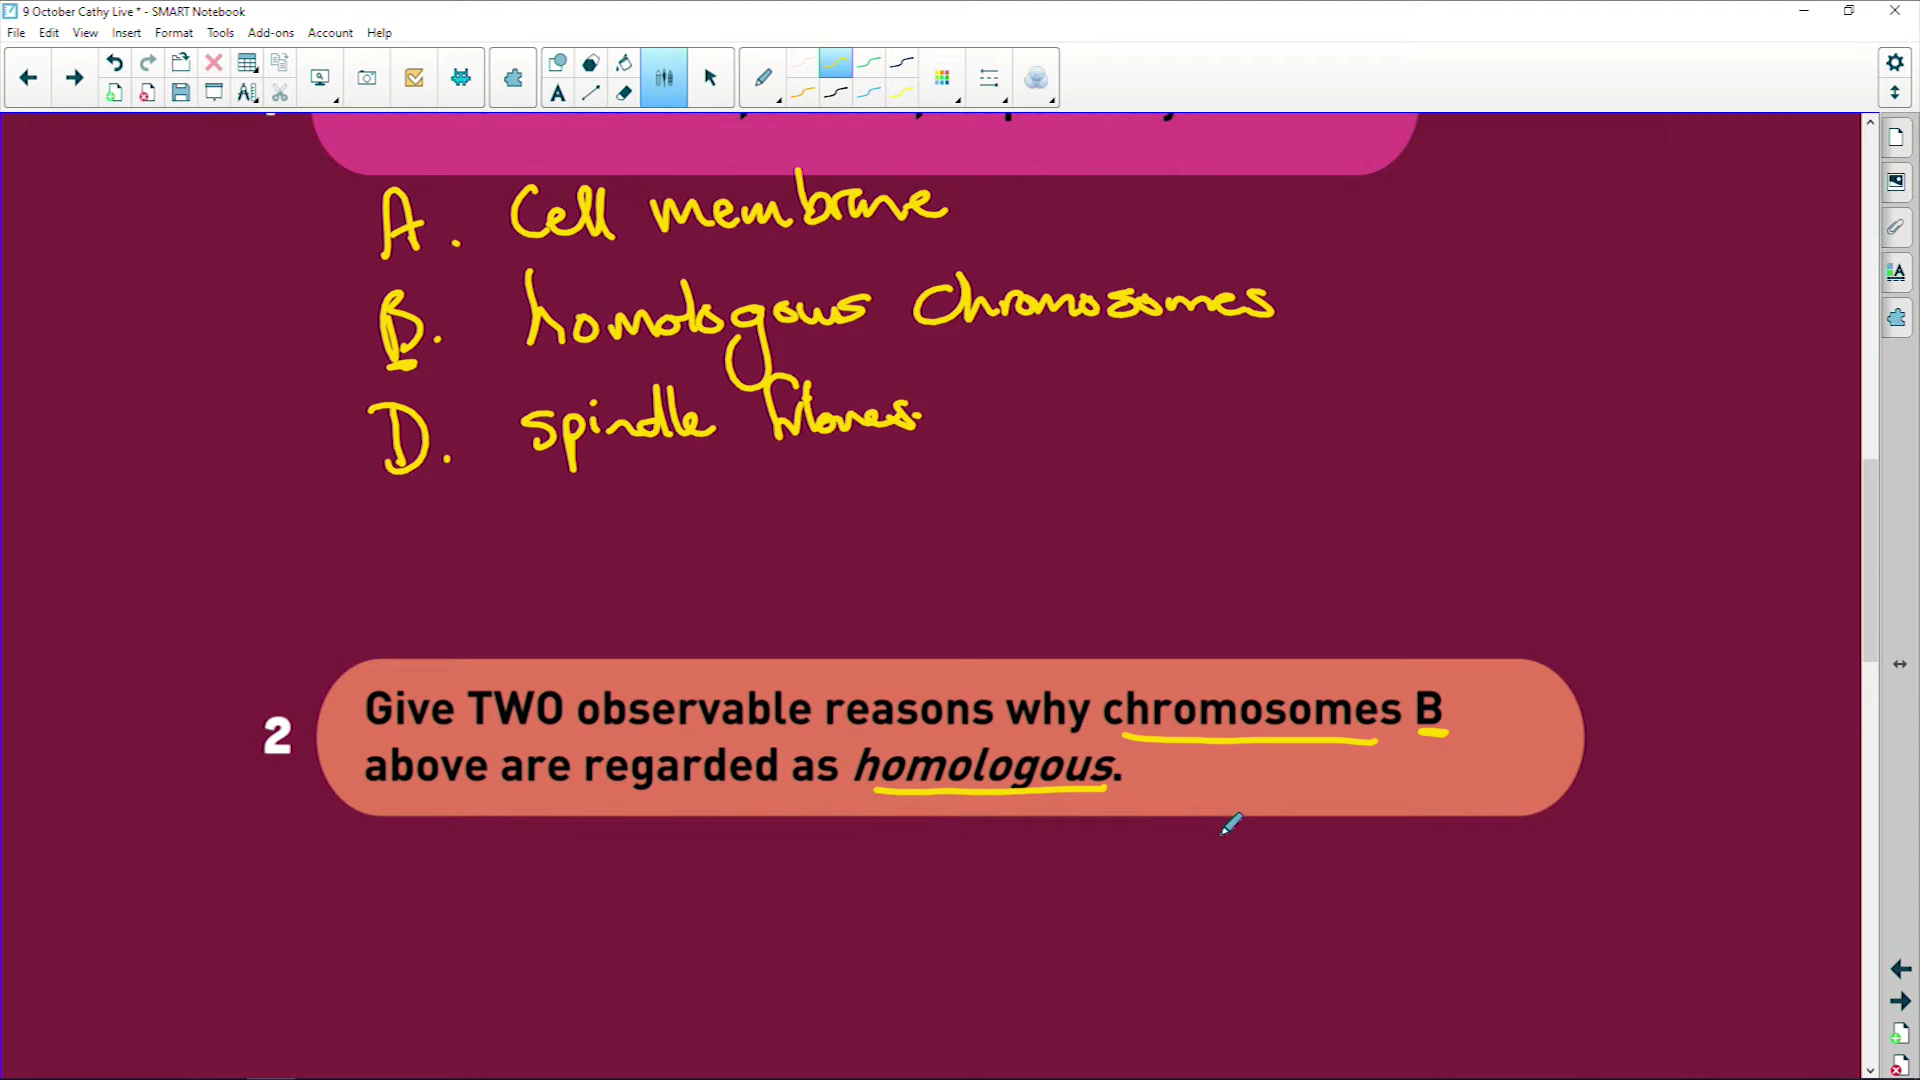 9 October Cathy Live * - SMART Notebook
File Edit View Insert Format Tools Add-ons Account Help
A. Cell membrane
B. homologous chromosomes
D. spindle
2
Give TWO observable reasons why chromosomes B
above are regarded as homologous.